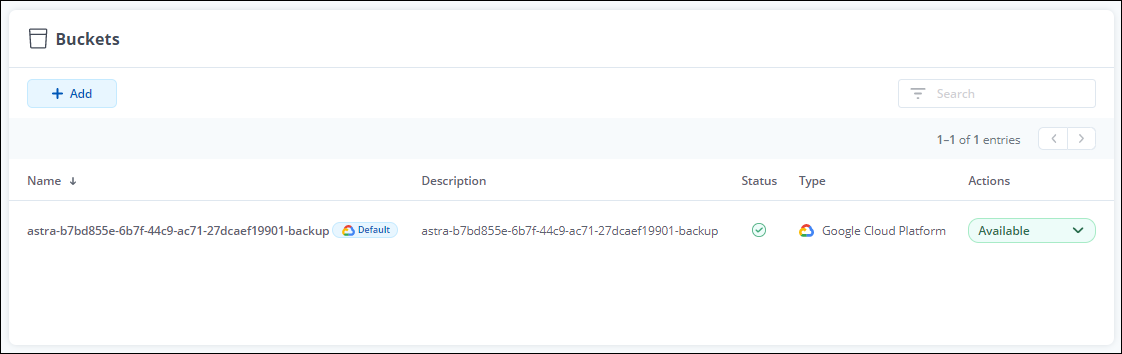 Buckets
+ Add
Search
1–1 of 1 entries
Name ↓ Description Status Type Actions
astra-b7bd855e-6b7f-44c9-ac71-27dcaef19901-backup Default astra-b7bd855e-6b7f-44c9-ac71-27dcaef19901-backup Google Cloud Platform Available